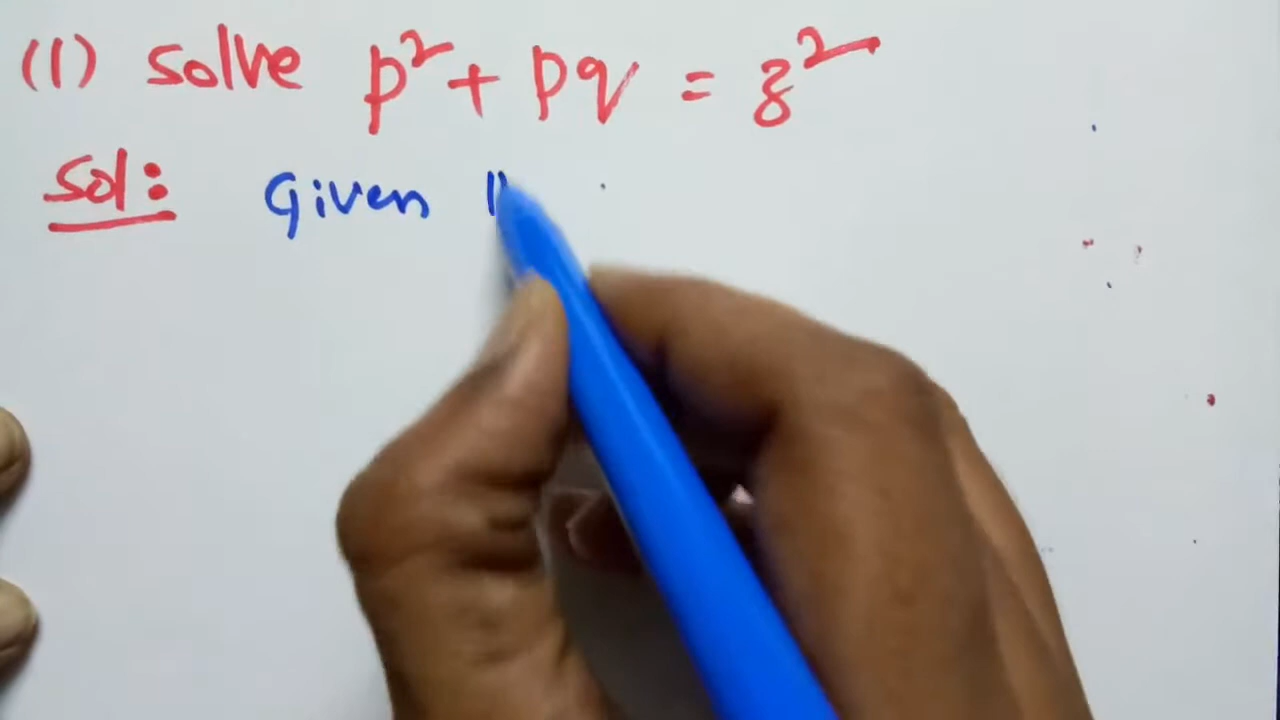 (1) solve p² + pq = z²
Sol: Given